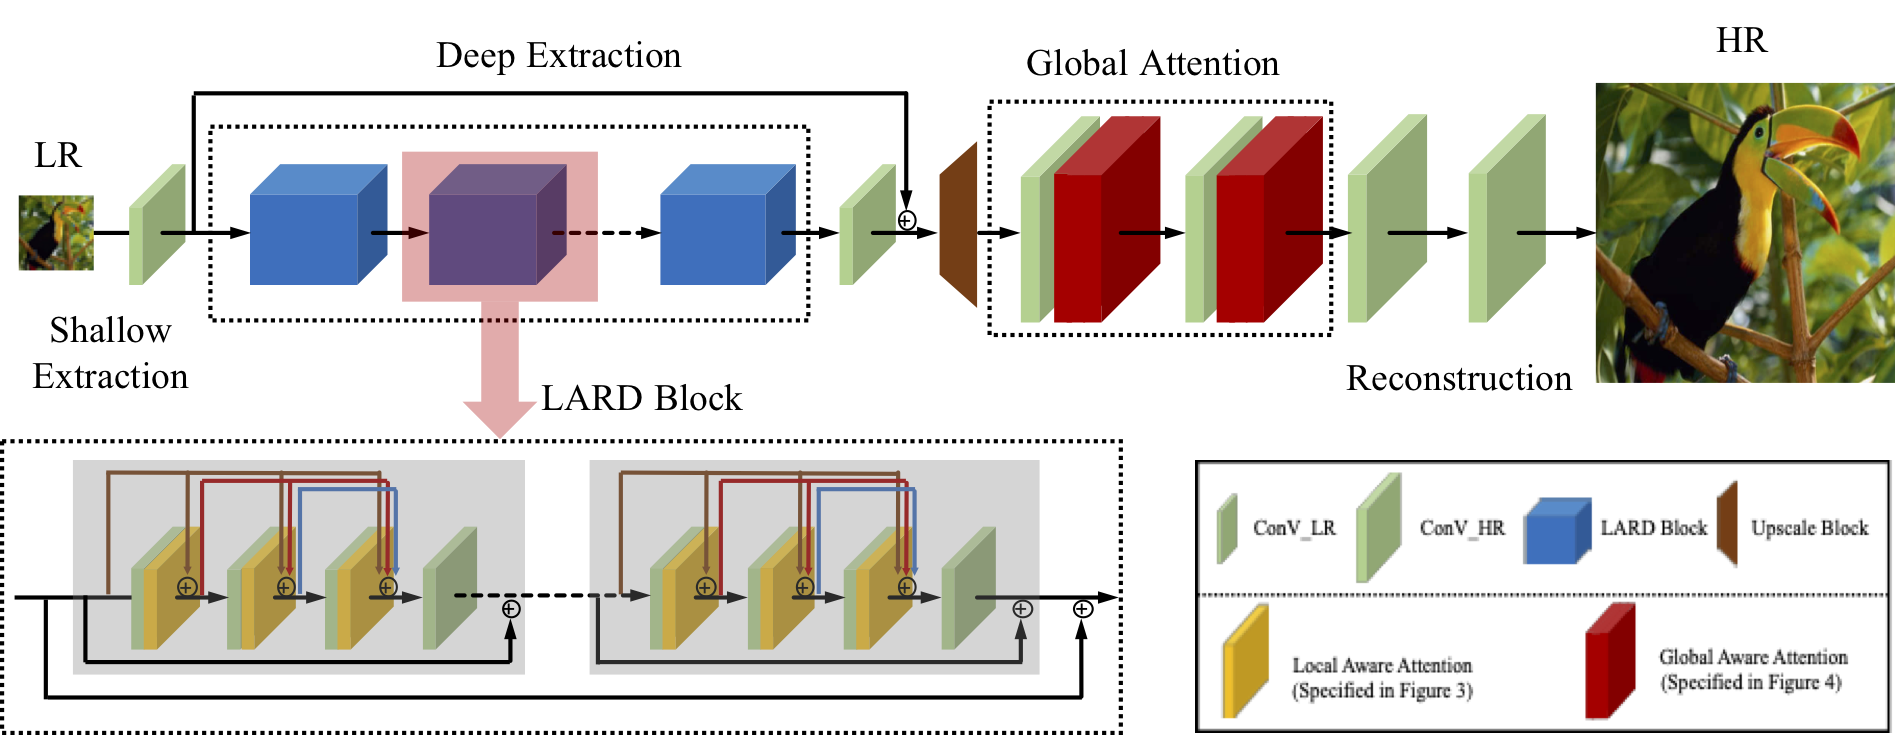 Deep Extraction
Global Attention
HR
LR
Shallow
Extraction
Reconstruction
LARD Block
ConV_LR
ConV_HR
LARD Block
Upscale Block
Local Aware Attention
(Specified in Figure 3)
Global Aware Attention
(Specified in Figure 4)